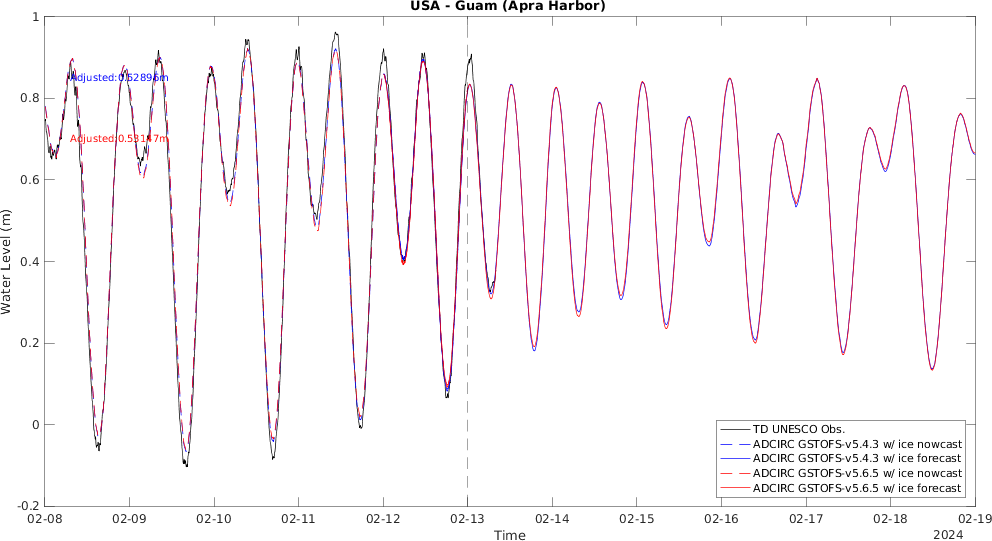 USA - Guam (Apra Harbor)
Water Level (m)
1
0.8
0.6
0.4
0.2
0
-0.2
Adjusted:0.52896m
Adjusted:0.53147m
TD UNESCO Obs.
ADCIRC GSTOFS-v5.4.3 w/ ice nowcast
ADCIRC GSTOFS-v5.4.3 w/ ice forecast
ADCIRC GSTOFS-v5.6.5 w/ ice nowcast
ADCIRC GSTOFS-v5.6.5 w/ ice forecast
02-08 02-09 02-10 02-11 02-12 02-13 02-14 02-15 02-16 02-17 02-18 02-19
Time
2024